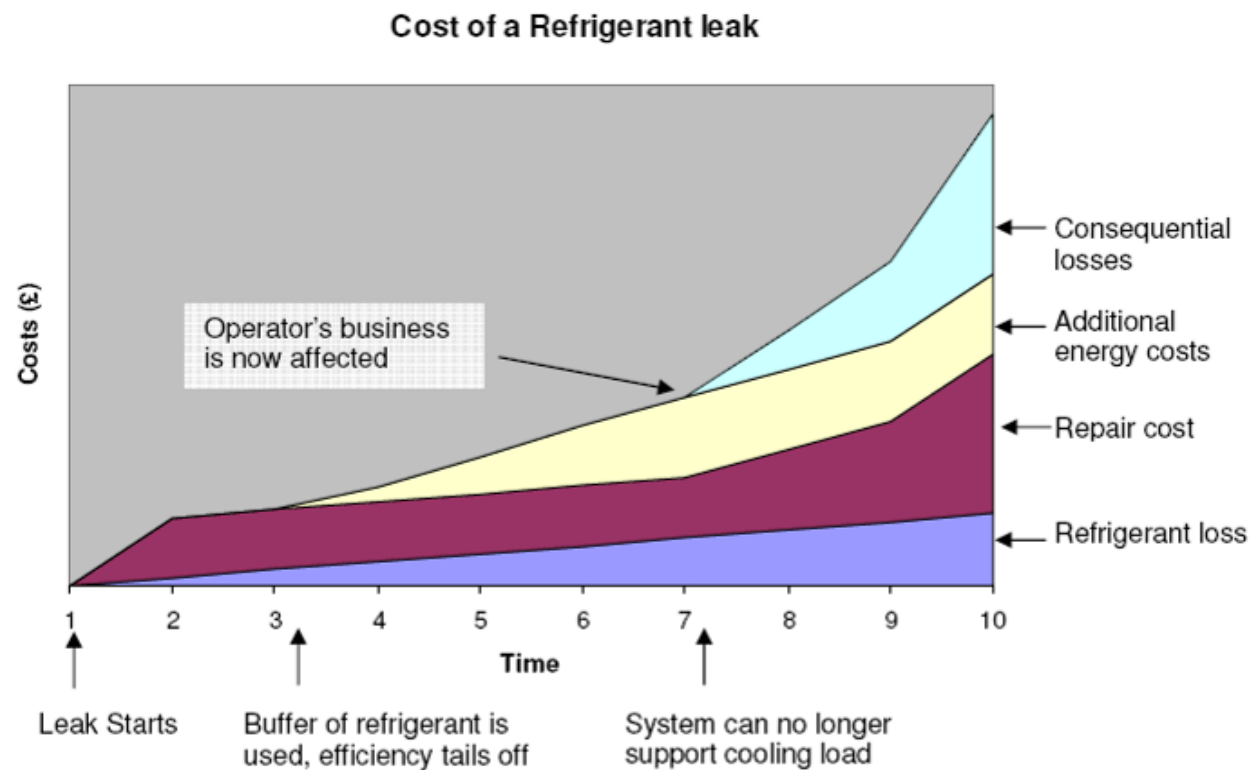 Cost of a Refrigerant leak
Costs (£)
Operator's business
is now affected
Consequential
losses
Additional
energy costs
Repair cost
Refrigerant loss
1 2 3 4 5 6 7 8 9 10
Time
Leak Starts
Buffer of refrigerant is
used, efficiency tails off
System can no longer
support cooling load